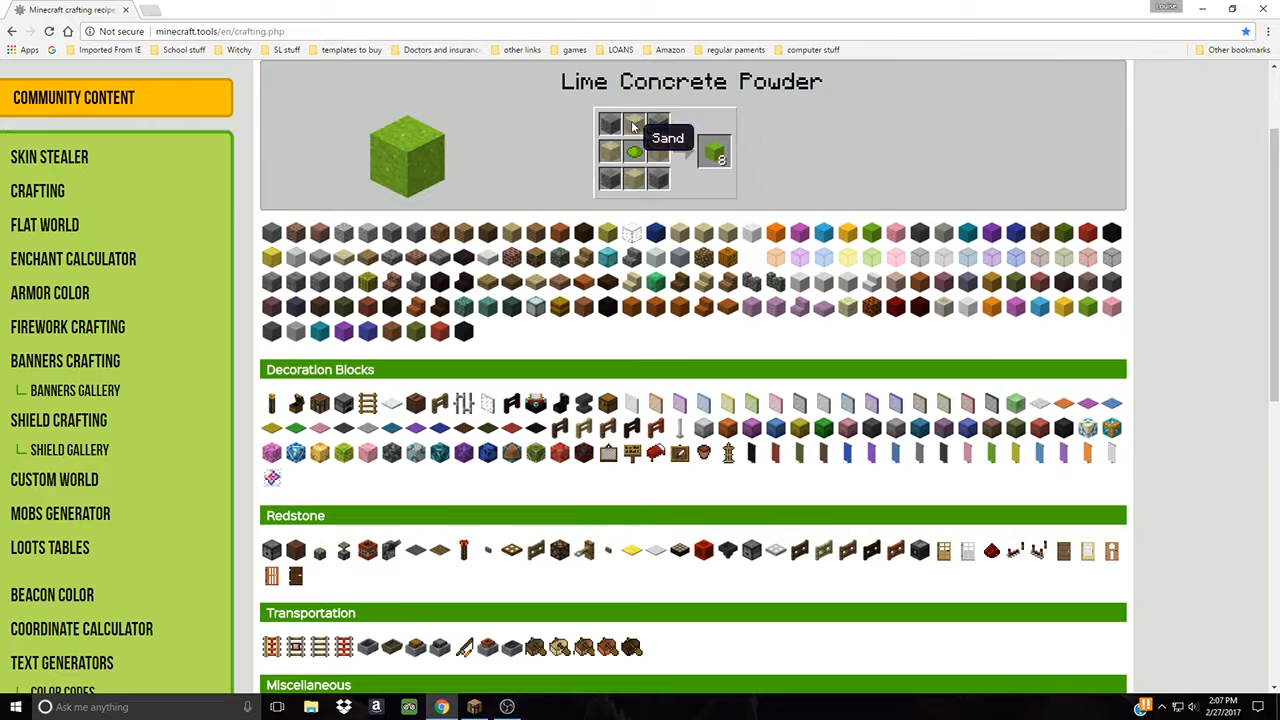 Minecraft crafting recipe
Louise
Not secure | minecraft.tools/en/crafting.php
Apps Imported From IE School stuff Witchy SL stuff templates to buy Doctors and insuranc other links games LOANS Amazon regular paments computer stuff Other bookmarks
COMMUNITY CONTENT
SKIN STEALER
CRAFTING
FLAT WORLD
ENCHANT CALCULATOR
ARMOR COLOR
FIREWORK CRAFTING
BANNERS CRAFTING
BANNERS GALLERY
SHIELD CRAFTING
SHIELD GALLERY
CUSTOM WORLD
MOBS GENERATOR
LOOTS TABLES
BEACON COLOR
COORDINATE CALCULATOR
TEXT GENERATORS
COLOR CODES
Lime Concrete Powder
Sand
8
Decoration Blocks
Redstone
Transportation
Miscellaneous
Ask me anything
2:07 PM
2/27/2017